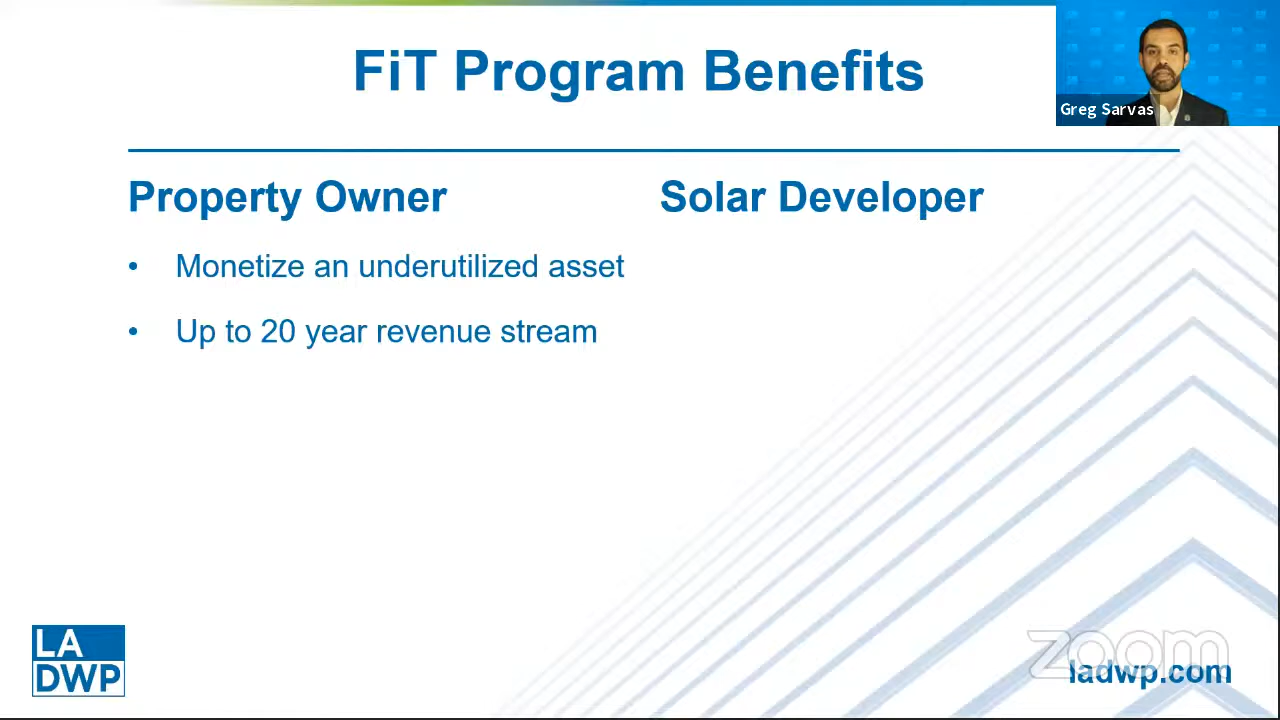 FiT Program Benefits
Greg Sarvas
Property Owner
Solar Developer
• Monetize an underutilized asset
• Up to 20 year revenue stream
LA
DWP
zoom
ladwp.com